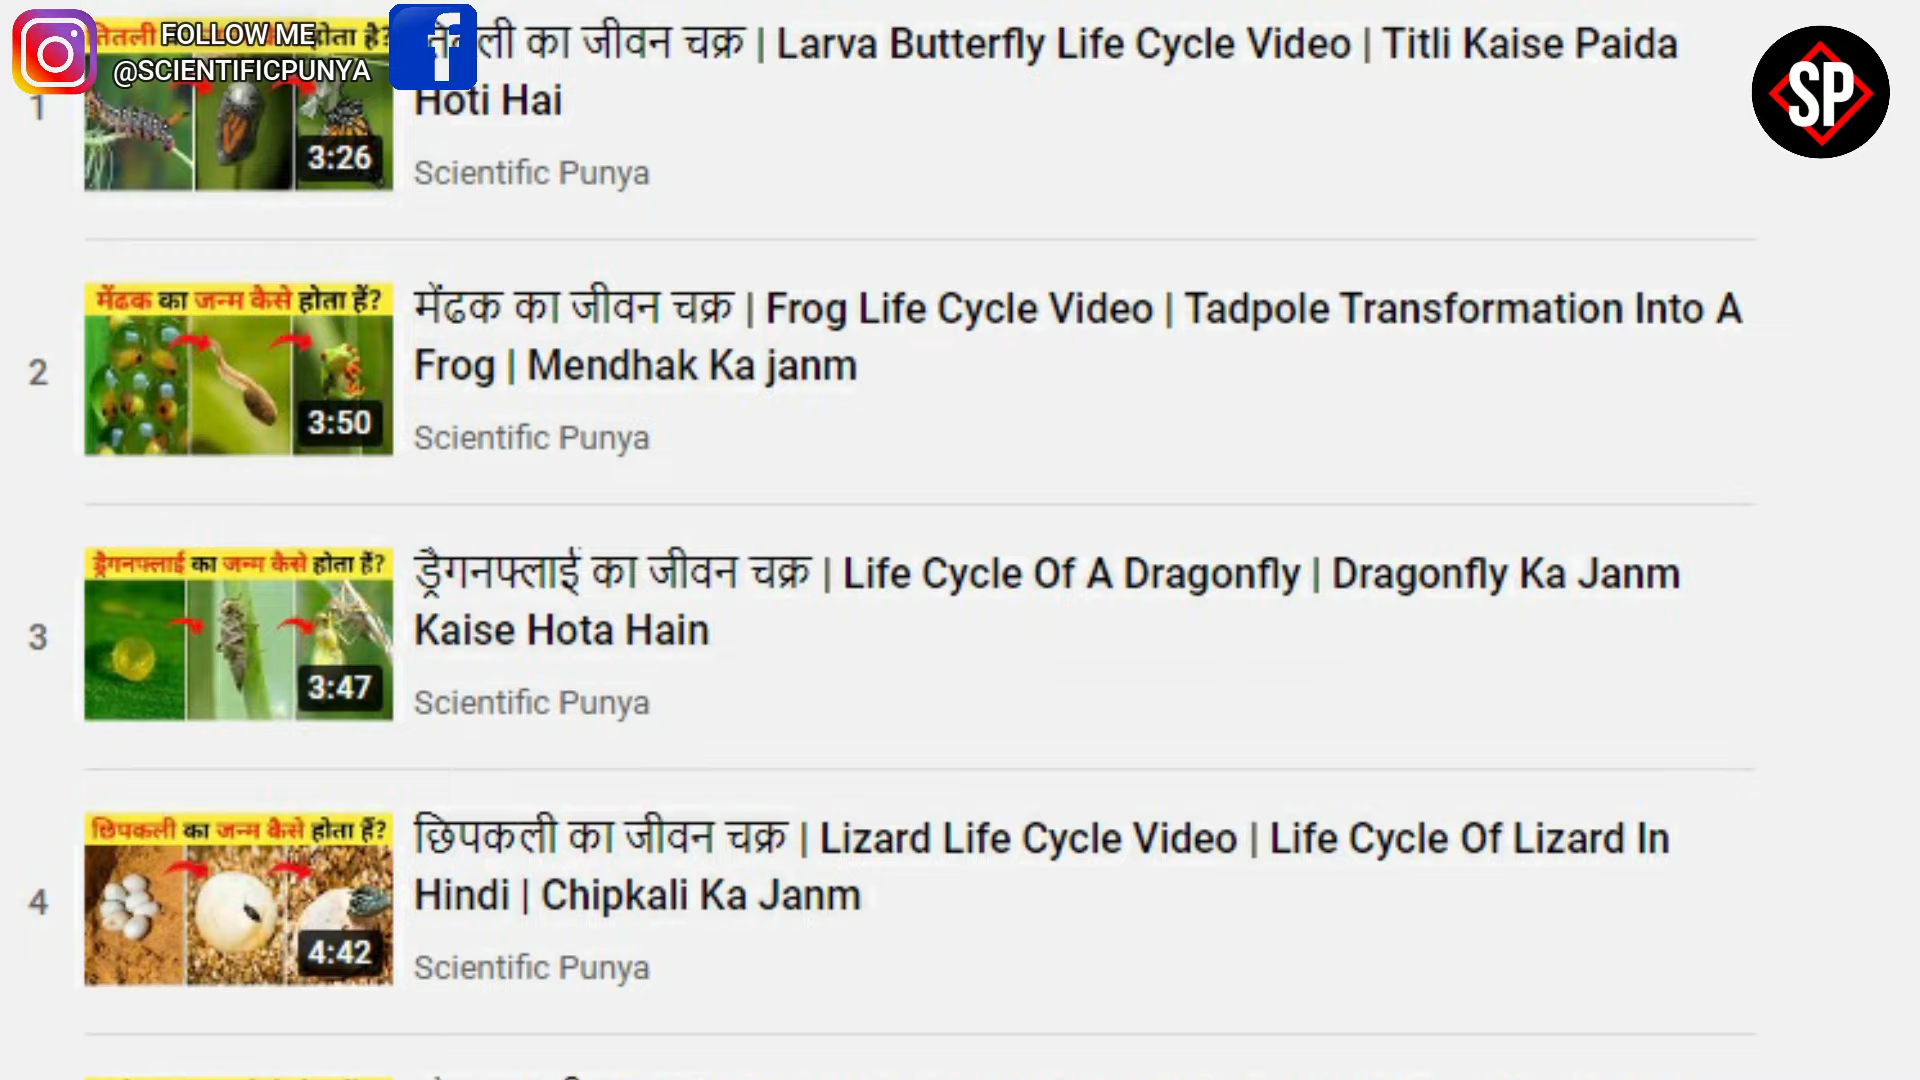 FOLLOW ME
@SCIENTIFICPUNYA
SP
1
तितली होता है?
3:26
का जीवन चक्र | Larva Butterfly Life Cycle Video | Titli Kaise Paida
Hoti Hai
Scientific Punya
2
मेंढक का जन्म कैसे होता हैं?
3:50
मेंढक का जीवन चक्र | Frog Life Cycle Video | Tadpole Transformation Into A
Frog | Mendhak Ka janm
Scientific Punya
3
ड्रैगनफ्लाई का जन्म कैसे होता हैं?
3:47
ड्रैगनफ्लाई का जीवन चक्र | Life Cycle Of A Dragonfly | Dragonfly Ka Janm
Kaise Hota Hain
Scientific Punya
4
छिपकली का जन्म कैसे होता हैं?
4:42
छिपकली का जीवन चक्र | Lizard Life Cycle Video | Life Cycle Of Lizard In
Hindi | Chipkali Ka Janm
Scientific Punya